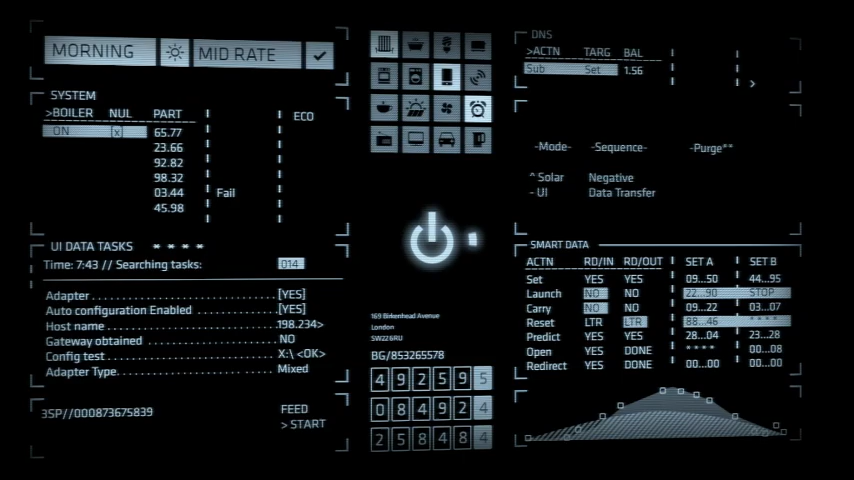 MORNING MID RATE
SYSTEM
>BOILER NUL PART ECO
ON [x] 65.77
23.66
92.82
98.32
03.44 Fail
45.98
UI DATA TASKS * * * *
Time: 7:43 // Searching tasks: 014
Adapter [YES]
Auto configuration Enabled [YES]
Host name 198.234>
Gateway obtained NO
Config test X:\ <OK>
Adapter Type. Mixed
3SP//000873675839 FEED
> START
169 Birkenhead Avenue
London
SW226RU
BG/853265578
4 9 2 5 9 5
0 8 4 9 2 4
2 5 8 4 8 4
DNS
>ACTN TARG BAL
Sub Set 1.56
>
-Mode- -Sequence- -Purge**
^ Solar Negative
- UI Data Transfer
SMART DATA
ACTN RD/IN RD/OUT SET A SET B
Set YES YES 09...50 44...95
Launch NO NO 22...90 STOP
Carry NO NO 09...22 03...07
Reset LTR LTR 88...46 * * * *
Predict YES YES 28...04 23...28
Open YES DONE * * * * 00...08
Redirect YES DONE 00...00 00...00